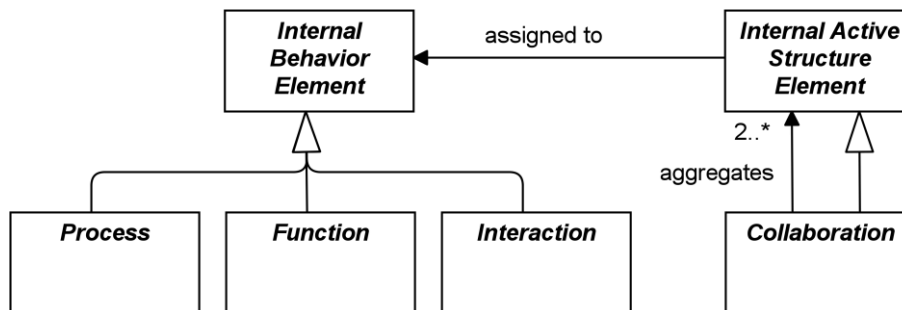 Internal
Behavior
Element
assigned to
Internal Active
Structure
Element
2..*
aggregates
Process
Function
Interaction
Collaboration